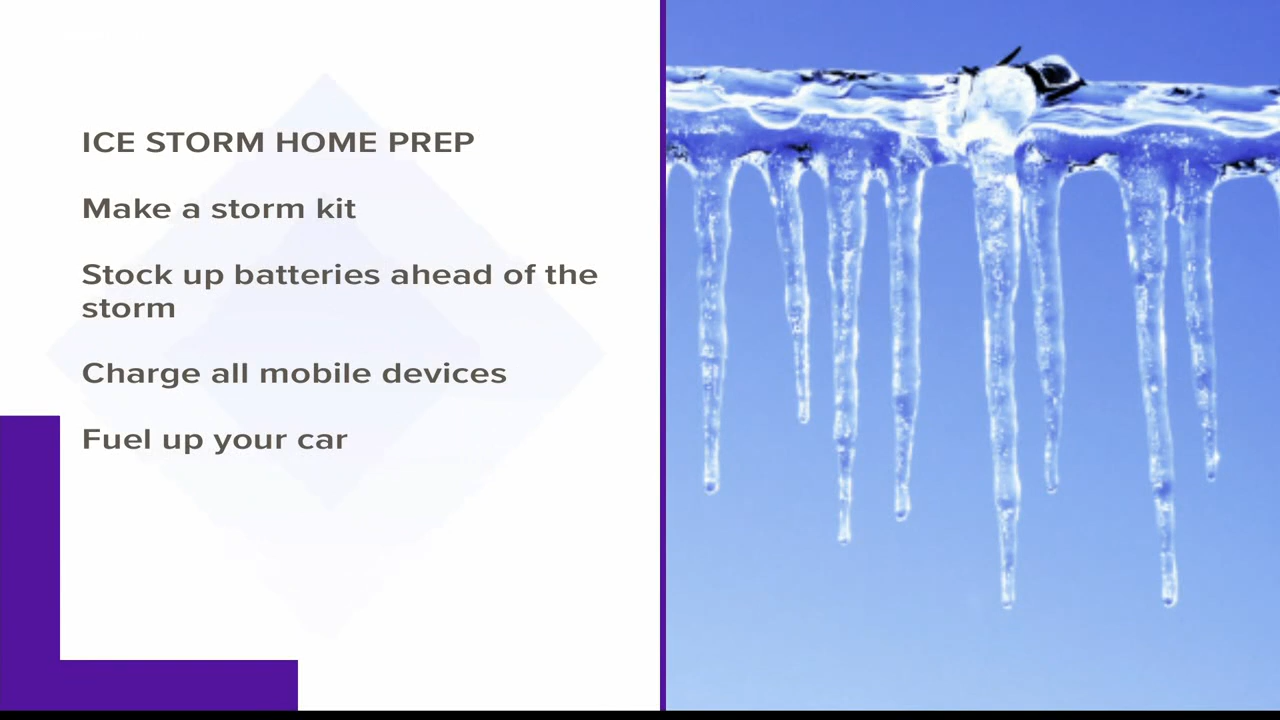 ICE STORM HOME PREP
Make a storm kit
Stock up batteries ahead of the
storm
Charge all mobile devices
Fuel up your car